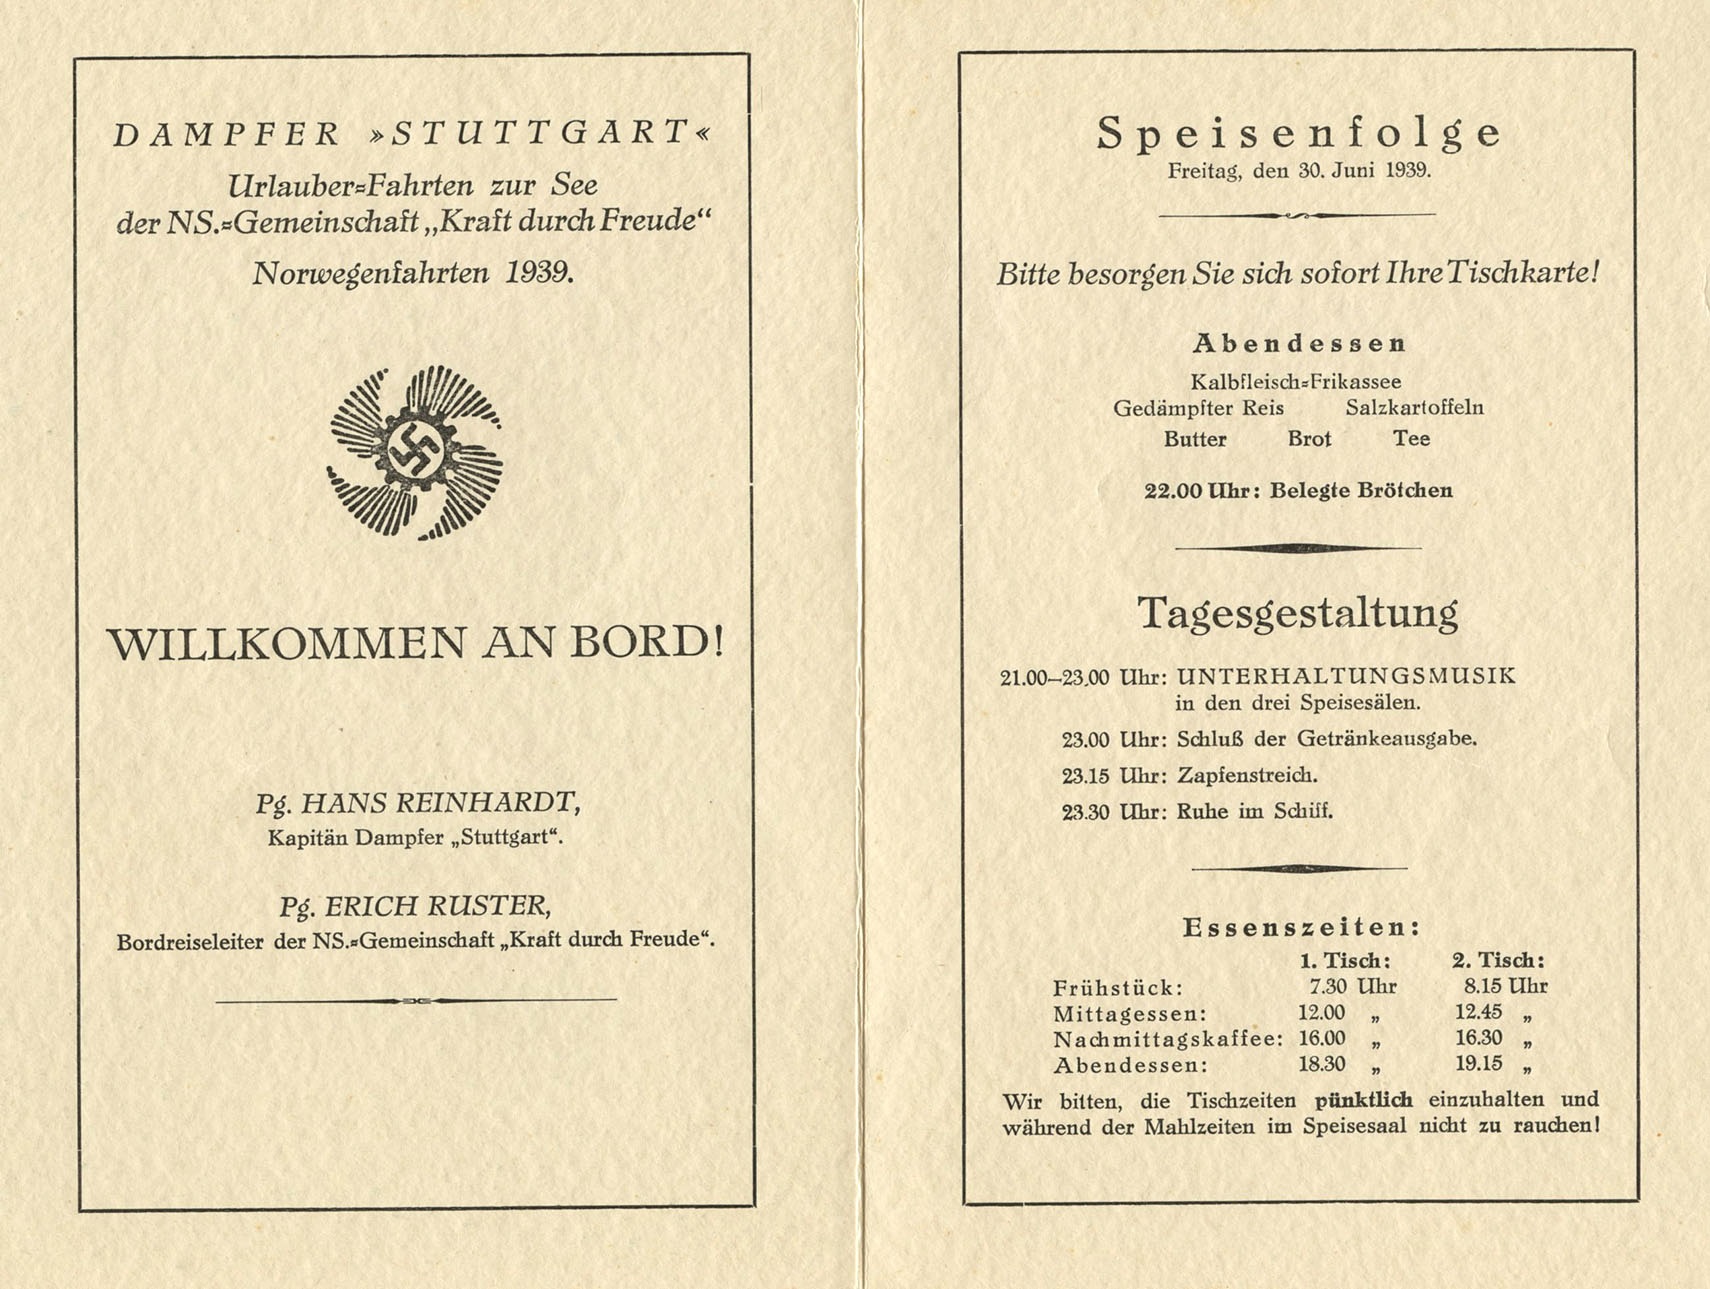 DAMPFER »STUTTGART«
Urlauber=Fahrten zur See
der NS.=Gemeinschaft „Kraft durch Freude“
Norwegenfahrten 1939.
WILLKOMMEN AN BORD!
Pg. HANS REINHARDT,
Kapitän Dampfer „Stuttgart“.
Pg. ERICH RUSTER,
Bordreiseleiter der NS.=Gemeinschaft „Kraft durch Freude“.
Speisenfolge
Freitag, den 30. Juni 1939.
Bitte besorgen Sie sich sofort Ihre Tischkarte!
Abendessen
Kalbfleisch=Frikassee
Gedämpfter Reis Salzkartoffeln
Butter Brot Tee
22.00 Uhr: Belegte Brötchen
Tagesgestaltung
21.00–23.00 Uhr: UNTERHALTUNGSMUSIK
in den drei Speisesälen.
23.00 Uhr: Schluß der Getränkeausgabe.
23.15 Uhr: Zapfenstreich.
23.30 Uhr: Ruhe im Schiff.
Essenszeiten:
1. Tisch: 2. Tisch:
Frühstück: 7.30 Uhr 8.15 Uhr
Mittagessen: 12.00 „ 12.45 „
Nachmittagskaffee: 16.00 „ 16.30 „
Abendessen: 18.30 „ 19.15 „
Wir bitten, die Tischzeiten pünktlich einzuhalten und
während der Mahlzeiten im Speisesaal nicht zu rauchen!